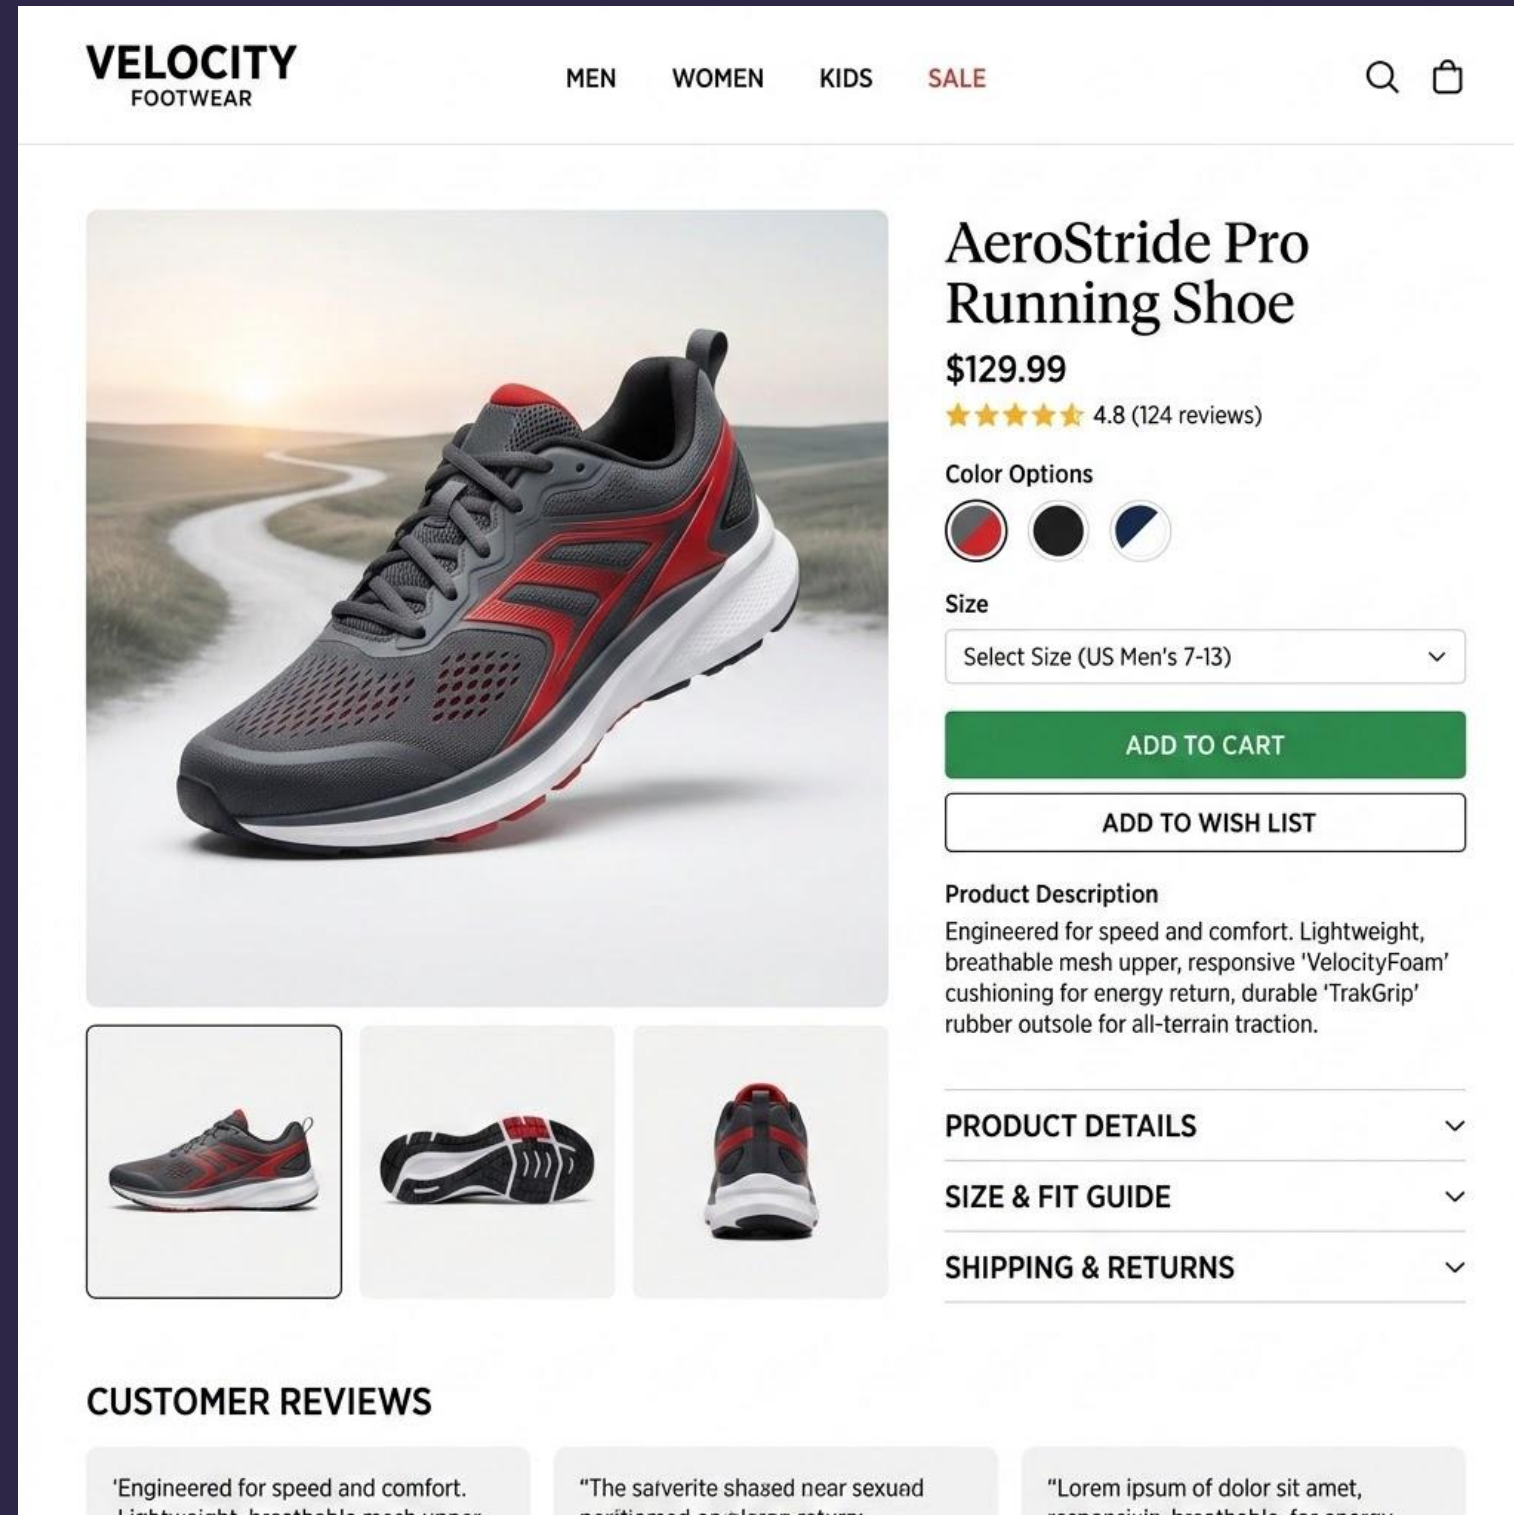 VELOCITY
FOOTWEAR
MEN
WOMEN
KIDS
SALE
AeroStride Pro
Running Shoe
$129.99
4.8 (124 reviews)
Color Options
Size
Select Size (US Men's 7-13)
ADD TO CART
ADD TO WISH LIST
Product Description
Engineered for speed and comfort. Lightweight,
breathable mesh upper, responsive 'VelocityFoam'
cushioning for energy return, durable 'TrakGrip'
rubber outsole for all-terrain traction.
PRODUCT DETAILS
SIZE & FIT GUIDE
SHIPPING & RETURNS
CUSTOMER REVIEWS
'Engineered for speed and comfort.
"The shased near sexuad
"Lorem ipsum of dolor sit amet,